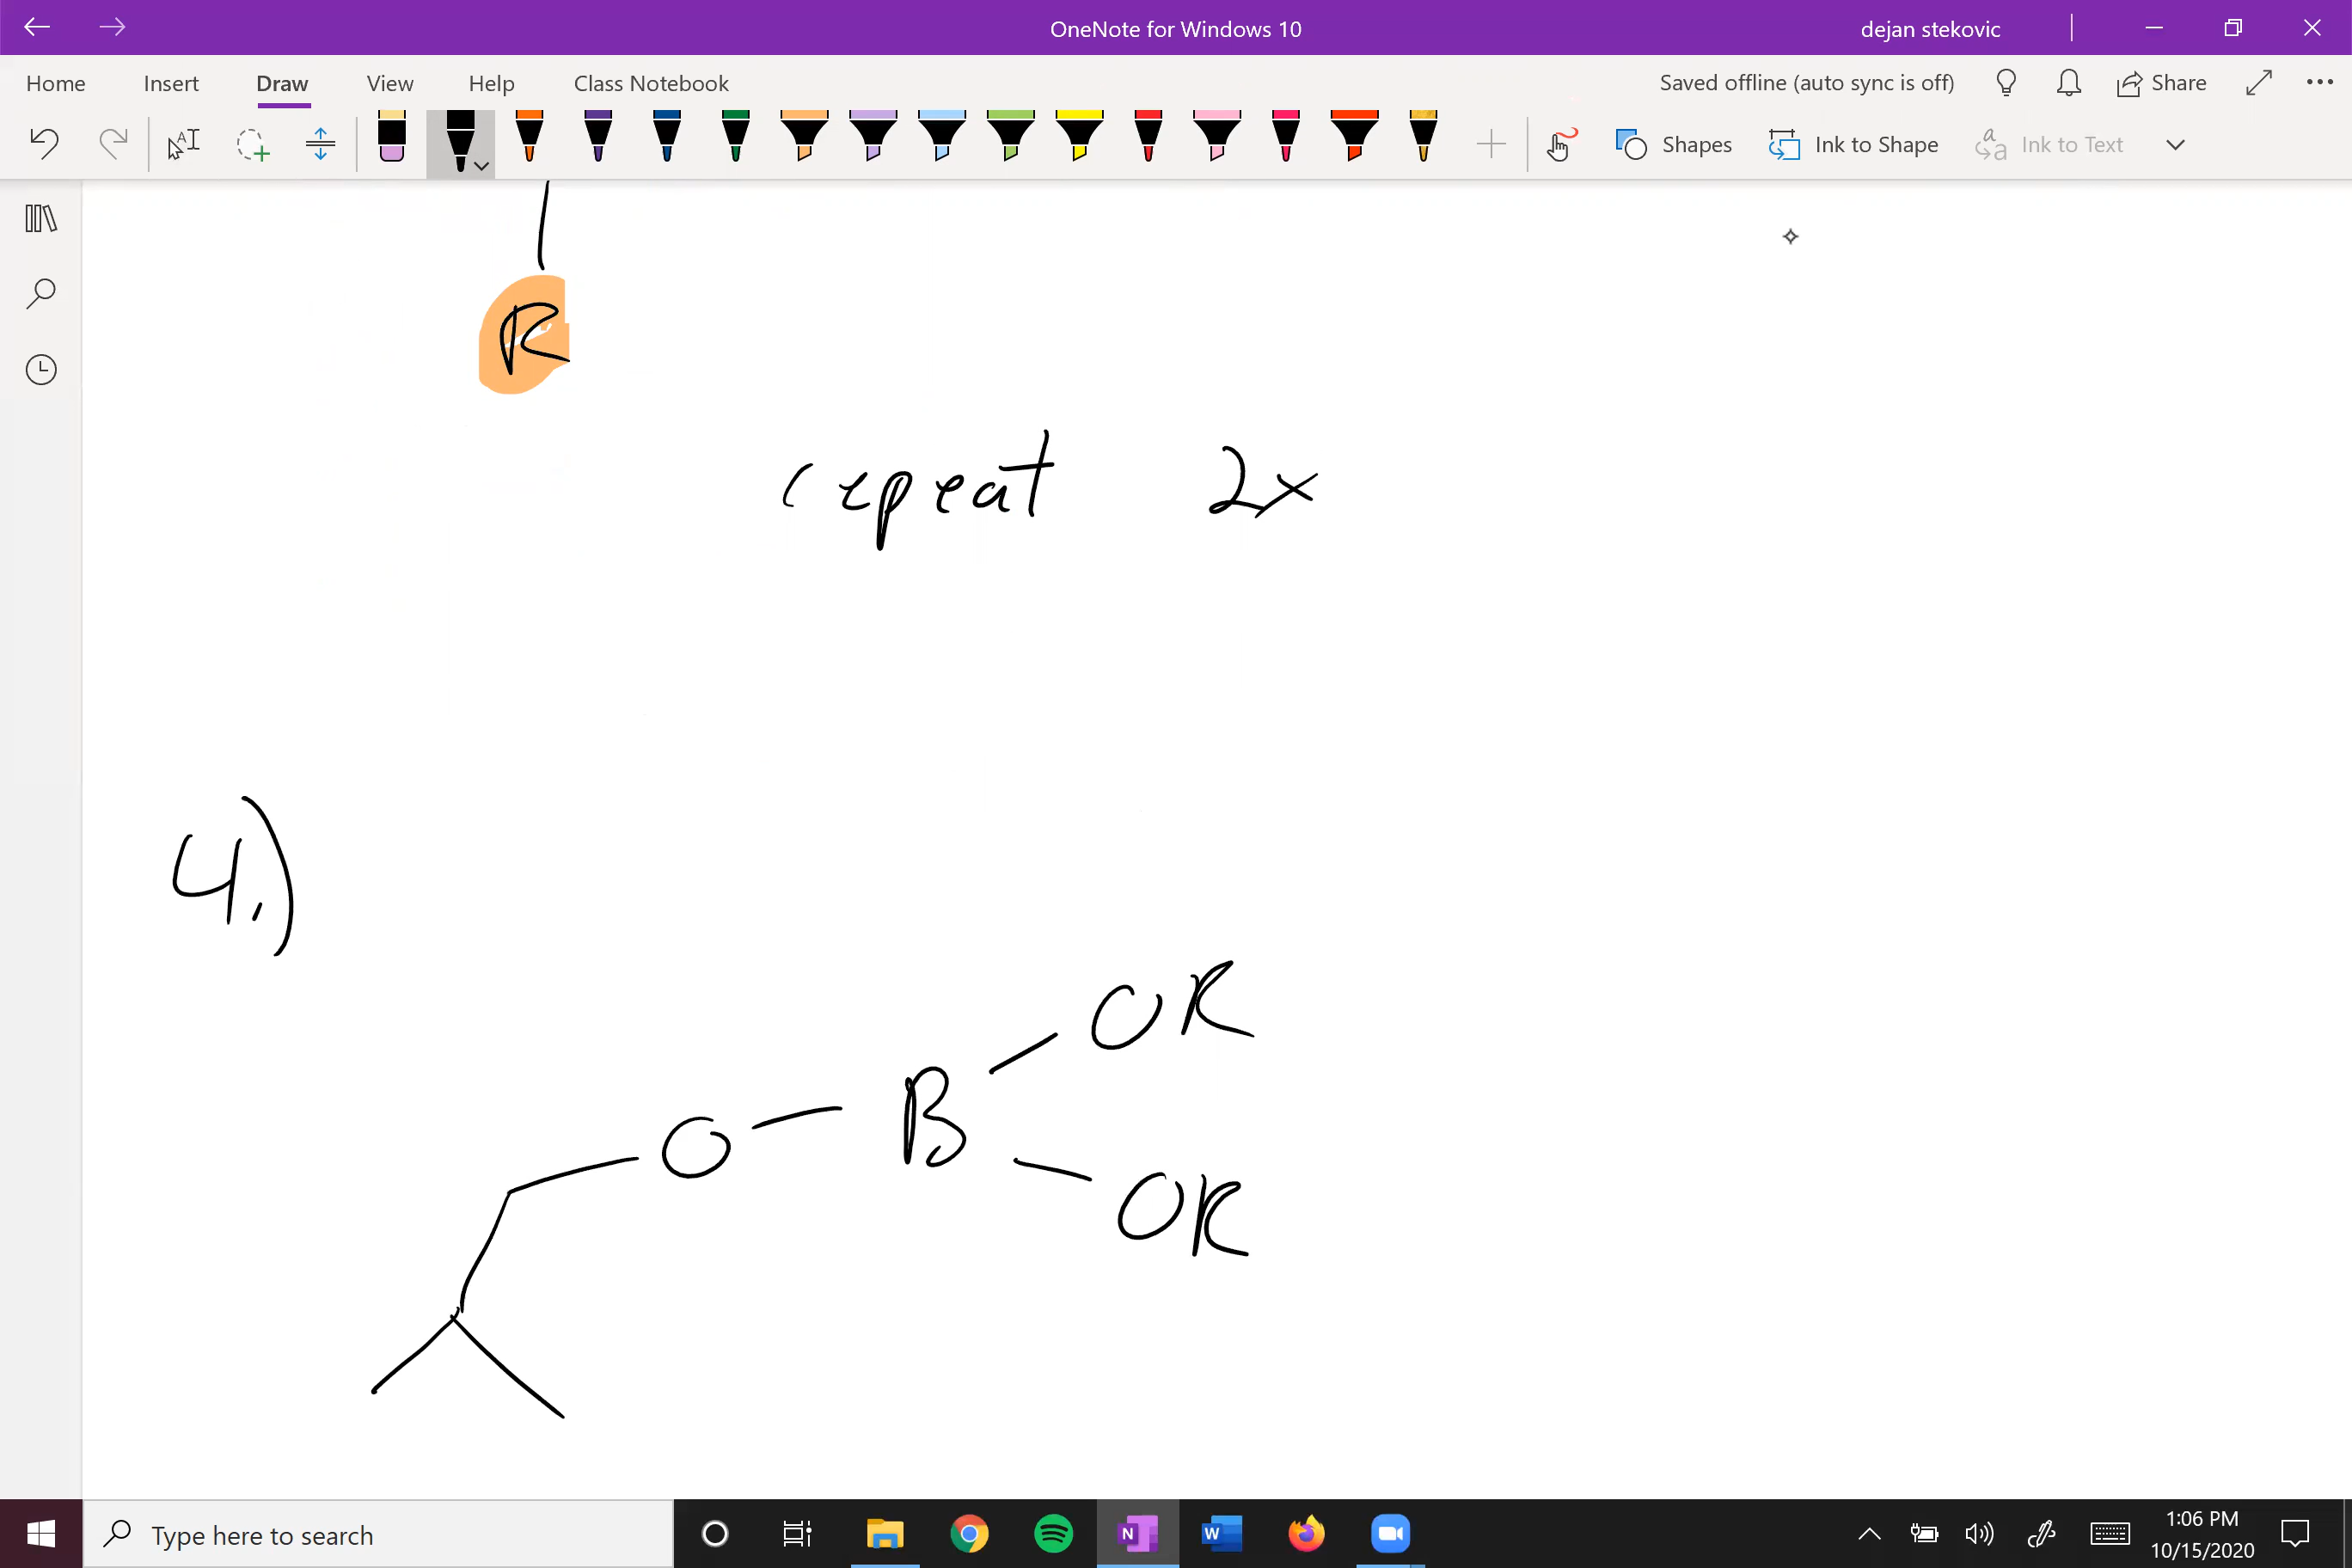 OneNote for Windows 10
dejan stekovic
Home Insert Draw View Help Class Notebook
Saved offline (auto sync is off) Share
Shapes Ink to Shape Ink to Text
R
repeat 2x
4.)
OR
O B
OR
Type here to search
1:06 PM
10/15/2020